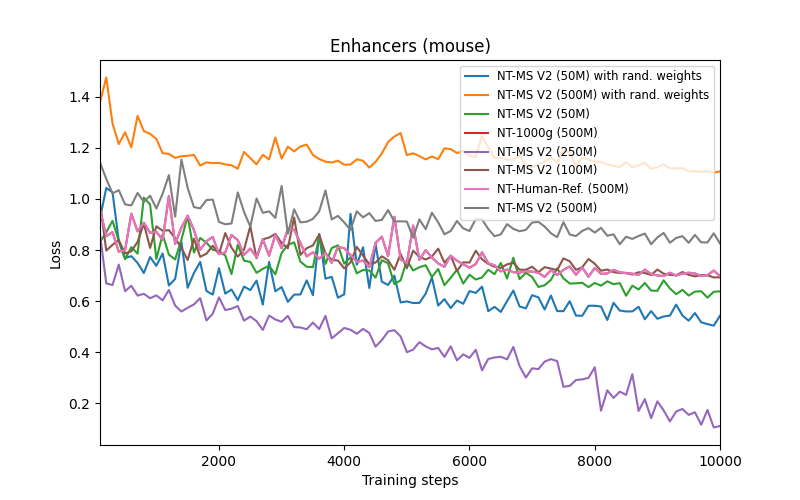 Enhancers (mouse)
NT-MS V2 (50M) with rand. weights
NT-MS V2 (500M) with rand. weights
NT-MS V2 (50M)
NT-1000g (500M)
NT-MS V2 (250M)
NT-MS V2 (100M)
NT-Human-Ref. (500M)
NT-MS V2 (500M)
Loss
1.4
1.2
1.0
0.8
0.6
0.4
0.2
2000 4000 6000 8000 10000
Training steps